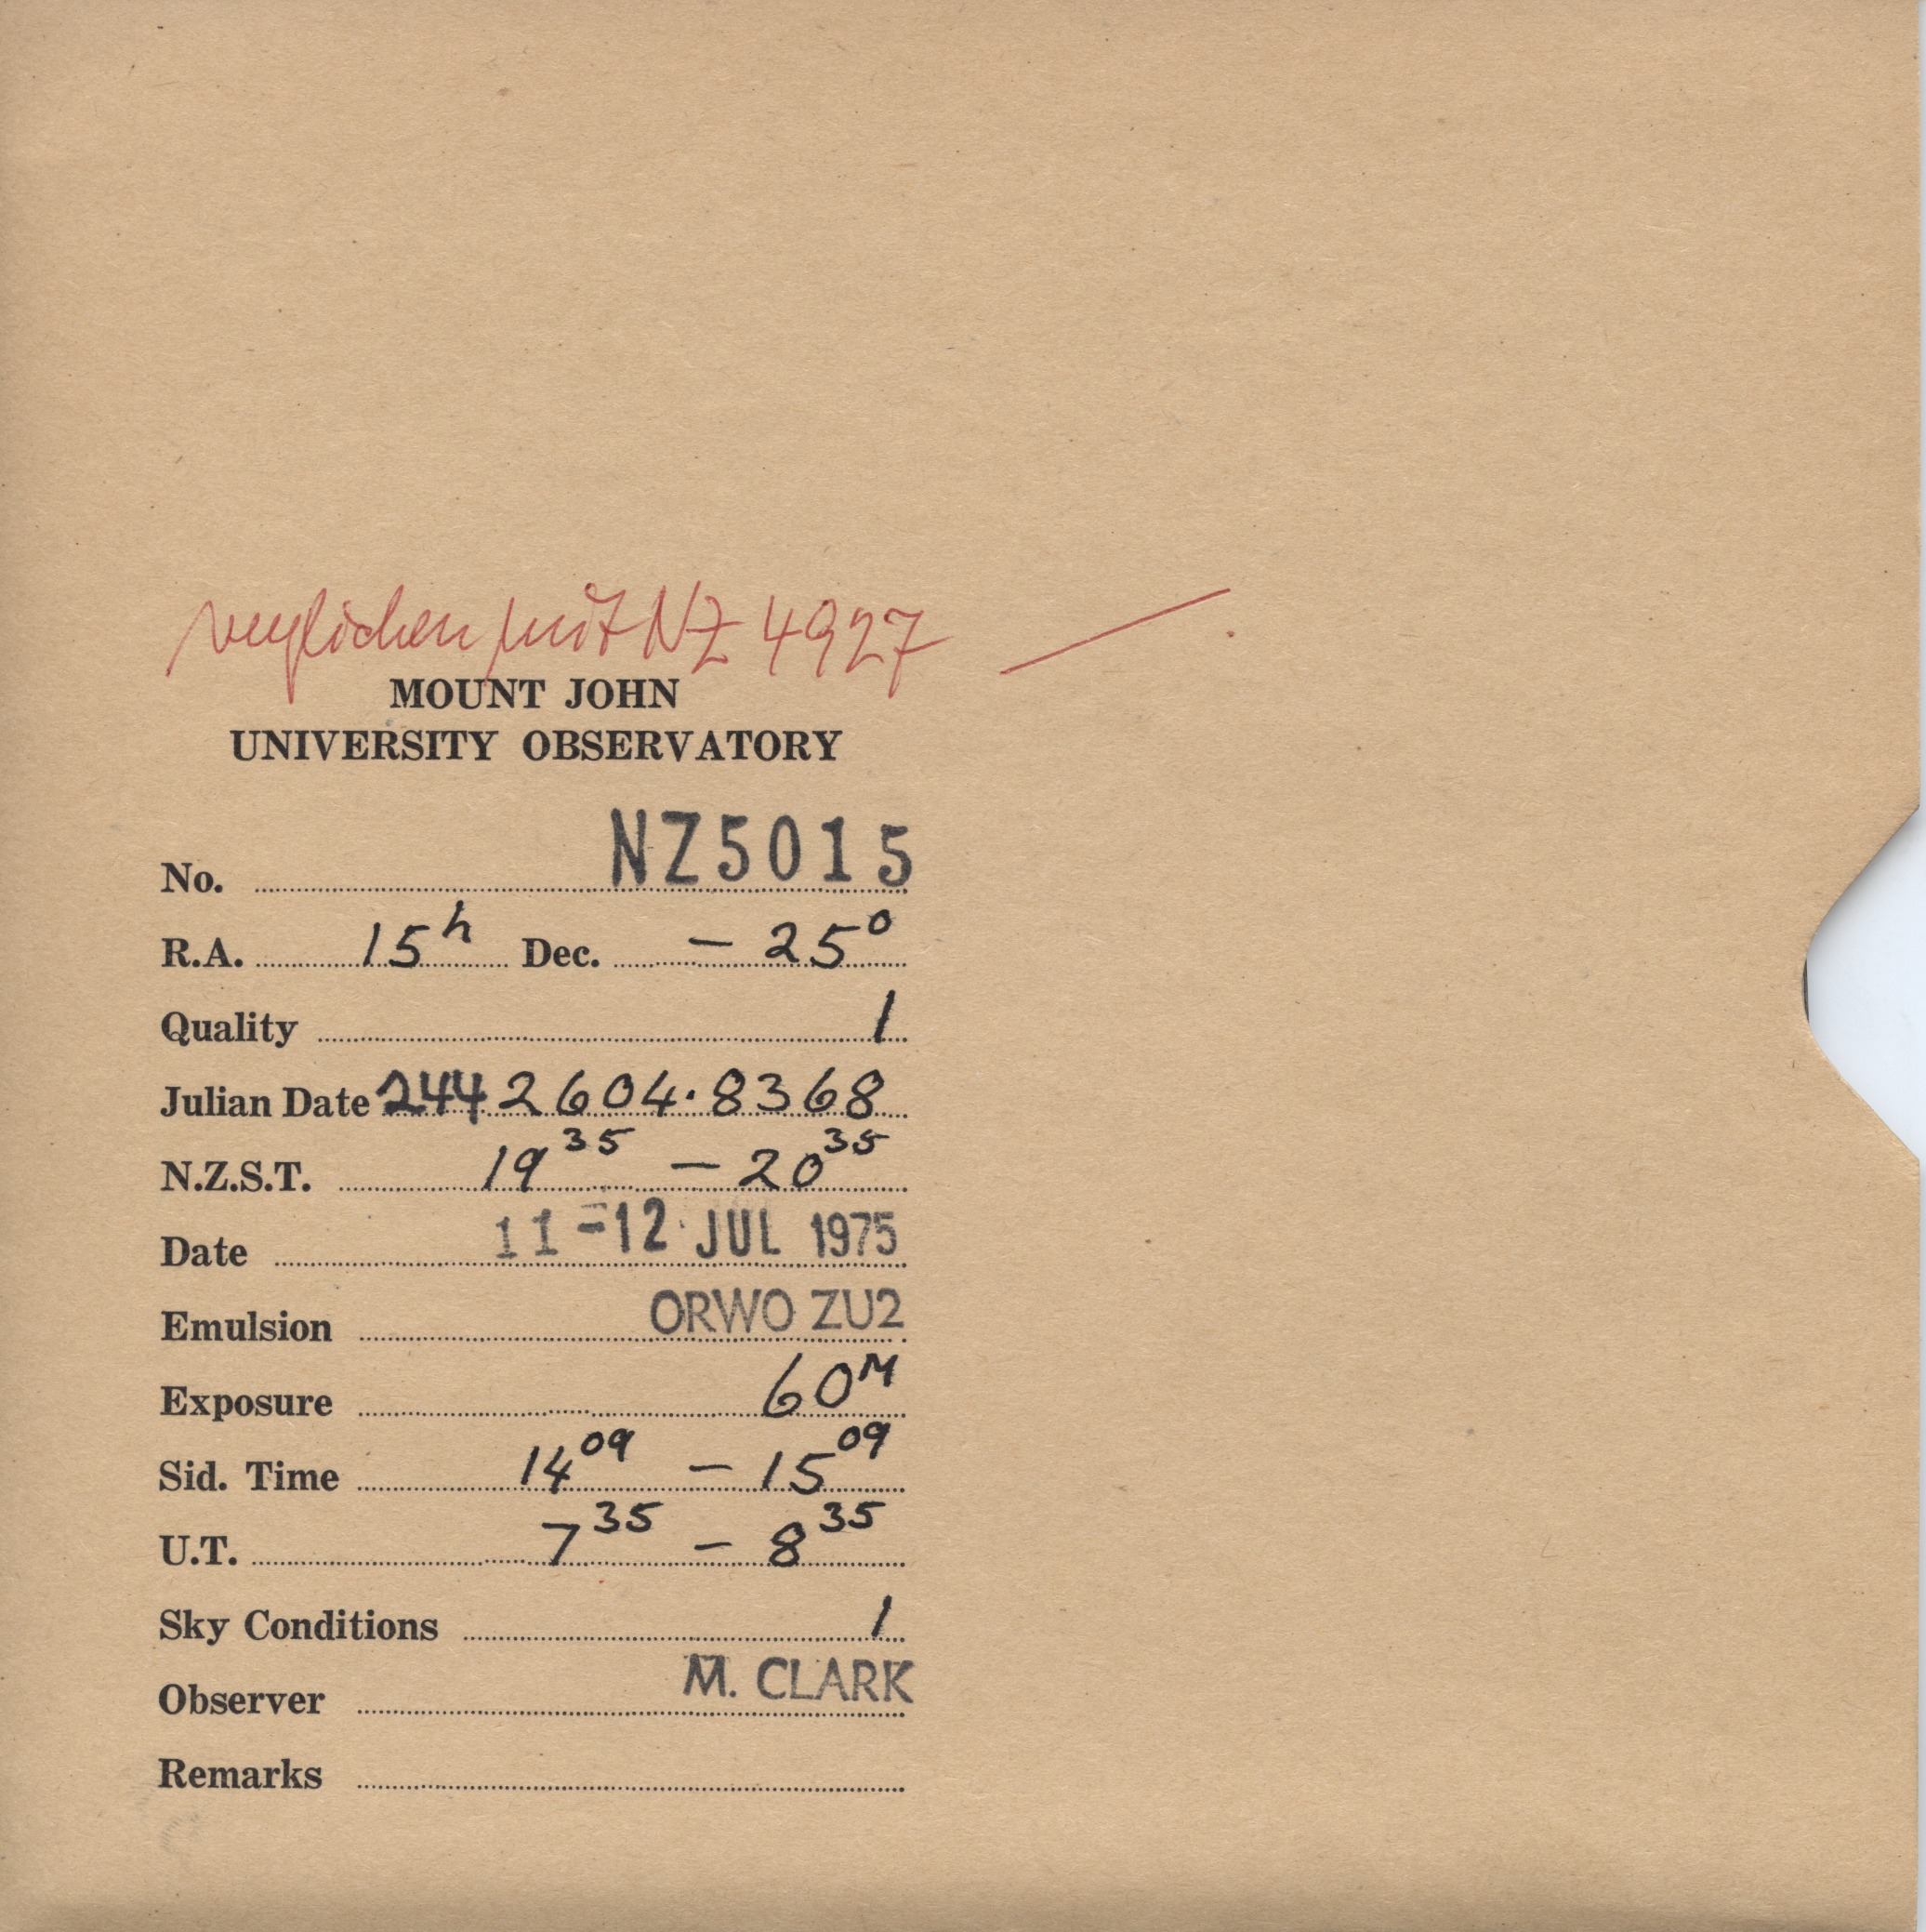 verglichen mit NZ 4927 —
MOUNT JOHN
UNIVERSITY OBSERVATORY
No. NZ5015
R.A. 15h Dec. – 25°
Quality 1
Julian Date 2442604.8368
N.Z.S.T. 19 35 – 20 35
Date 11-12 JUL 1975
Emulsion ORWO ZU2
Exposure 60M
Sid. Time 14 09 – 15 09
U.T. 7 35 – 8 35
Sky Conditions 1
Observer M. CLARK
Remarks